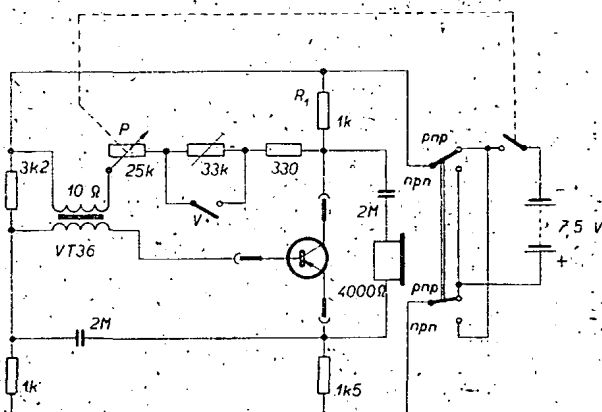 R1
1k
P
pnp
3k2
25k
33k
330
npn
10 Ω
V
2M
7,5 V
VT36
+
4000Ω
pnp
npn
2M
1k
1k5